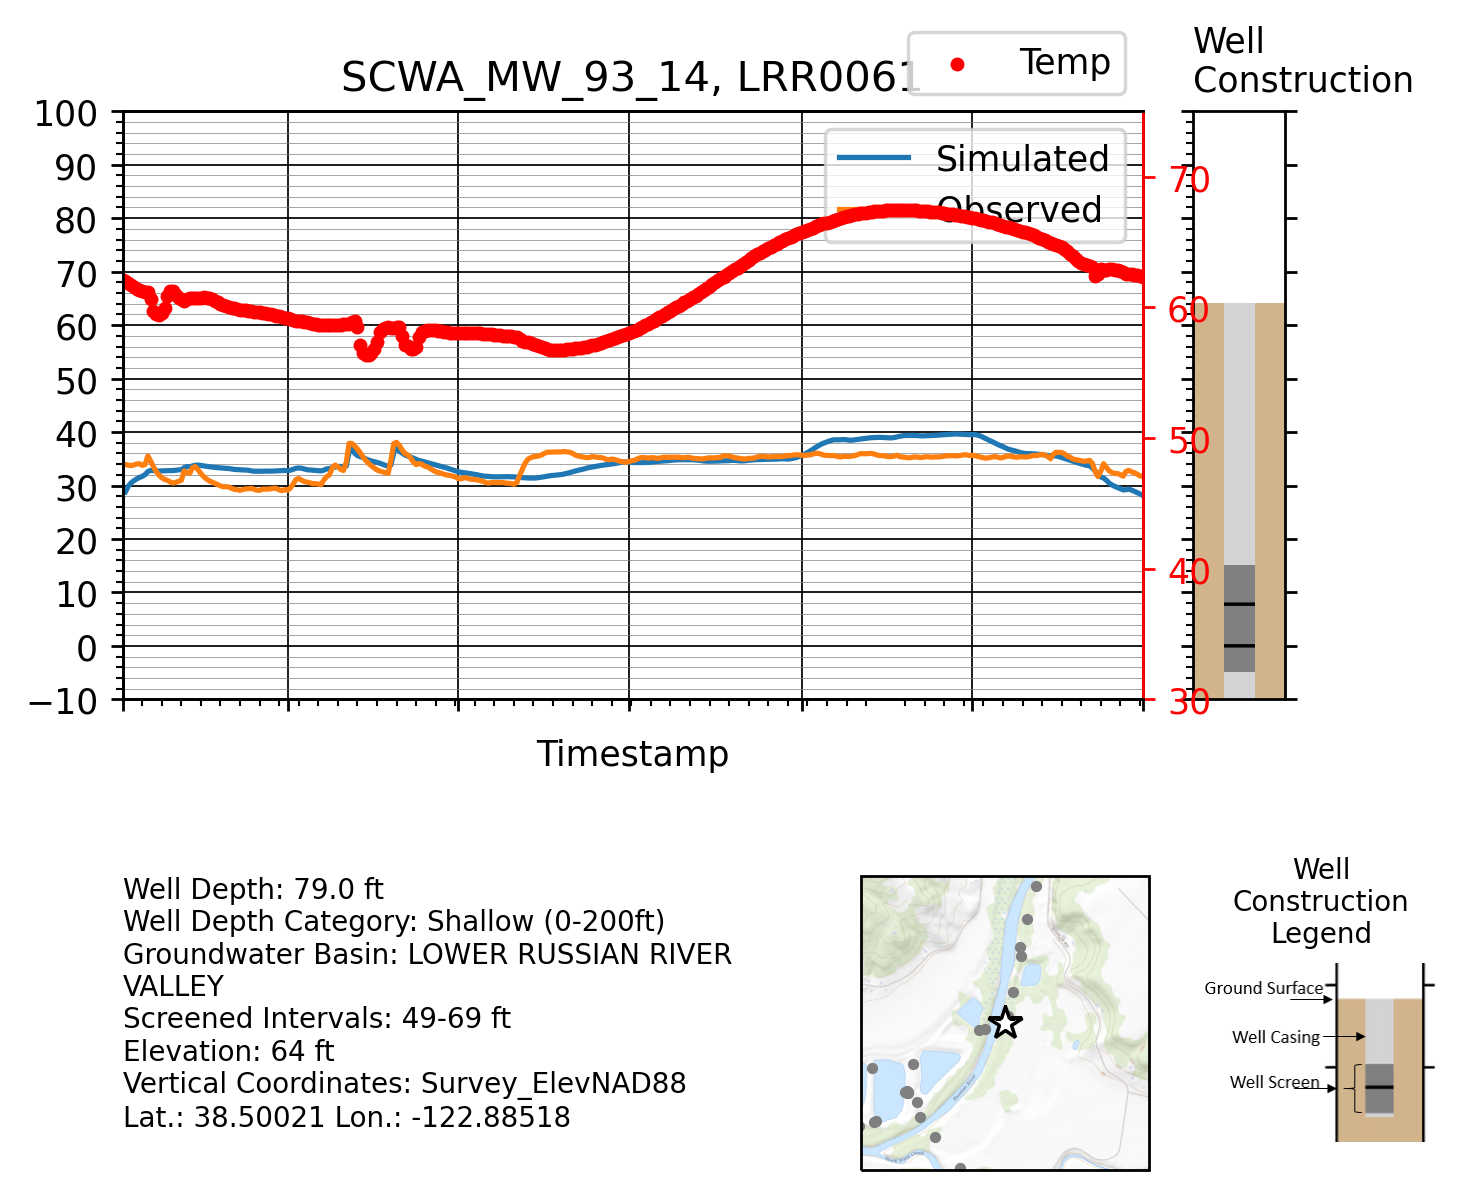 Well
Construction
Temp
SCWA_MW_93_14, LRR0061
Simulated
Observed
100
90
80
70
60
50
40
30
20
10
0
−10
70
60
50
40
30
Timestamp
Well Depth: 79.0 ft
Well Depth Category: Shallow (0-200ft)
Groundwater Basin: LOWER RUSSIAN RIVER
VALLEY
Screened Intervals: 49-69 ft
Elevation: 64 ft
Vertical Coordinates: Survey_ElevNAD88
Lat.: 38.50021 Lon.: -122.88518
Well
Construction
Legend
Ground Surface
Well Casing
Well Screen